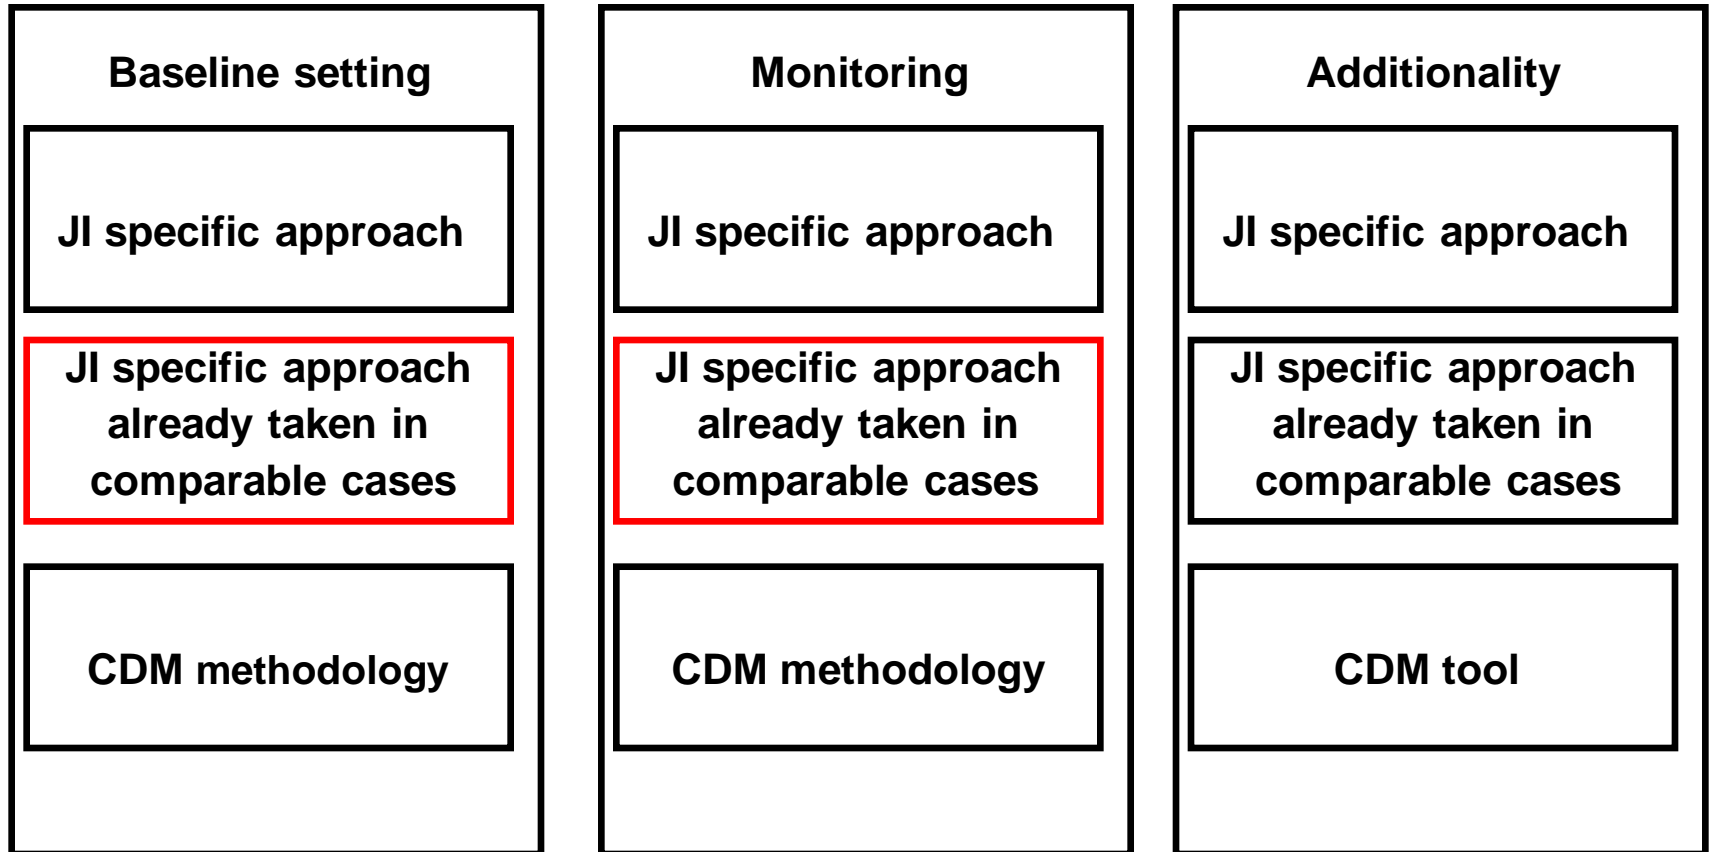 Baseline setting
JI specific approach
JI specific approach
already taken in
comparable cases
CDM methodology
Monitoring
JI specific approach
JI specific approach
already taken in
comparable cases
CDM methodology
Additionality
JI specific approach
JI specific approach
already taken in
comparable cases
CDM tool